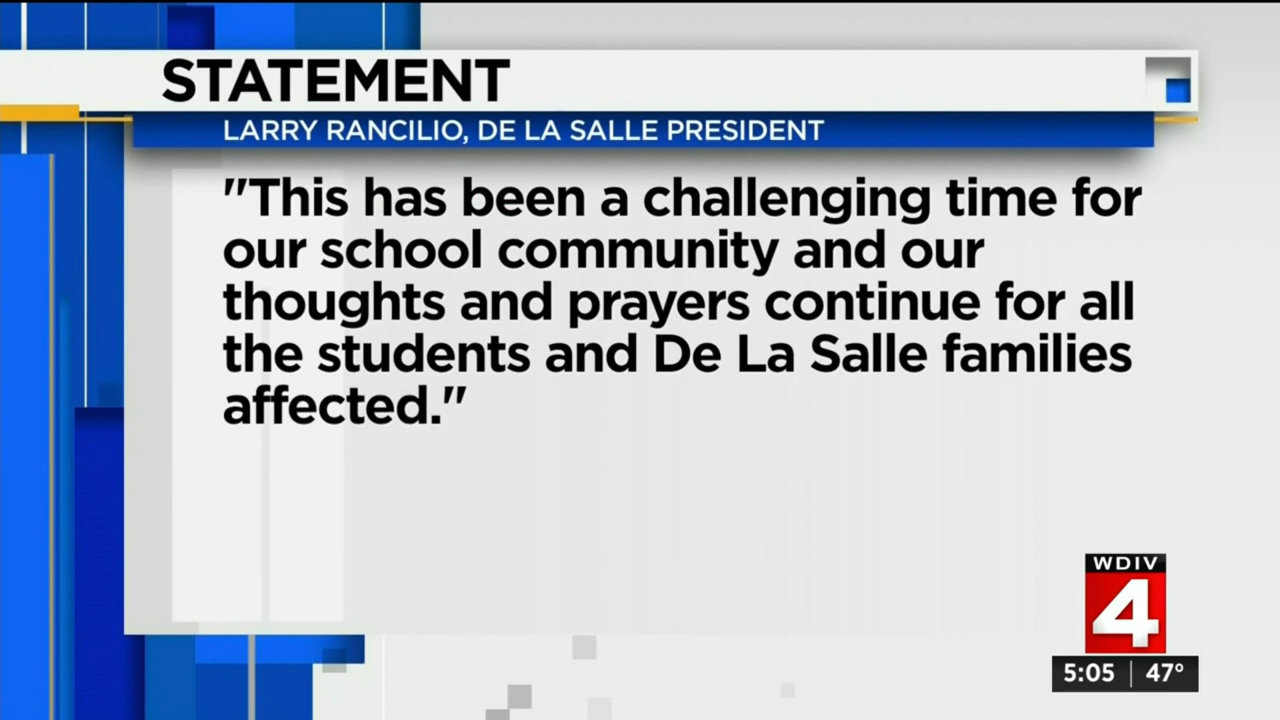 STATEMENT
LARRY RANCILIO, DE LA SALLE PRESIDENT
"This has been a challenging time for
our school community and our
thoughts and prayers continue for all
the students and De La Salle families
affected."
WDIV
4
5:05 | 47°